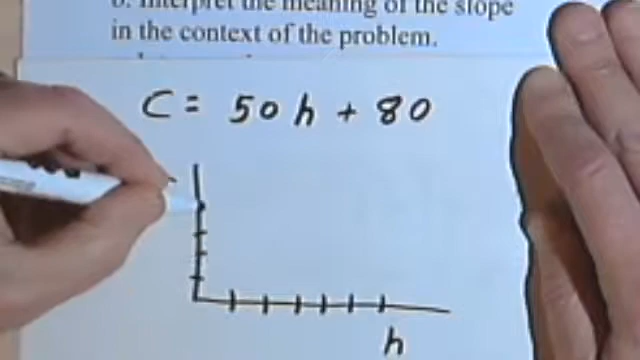 b. Interpret the meaning of the slope
in the context of the problem.
C = 50h + 80
h